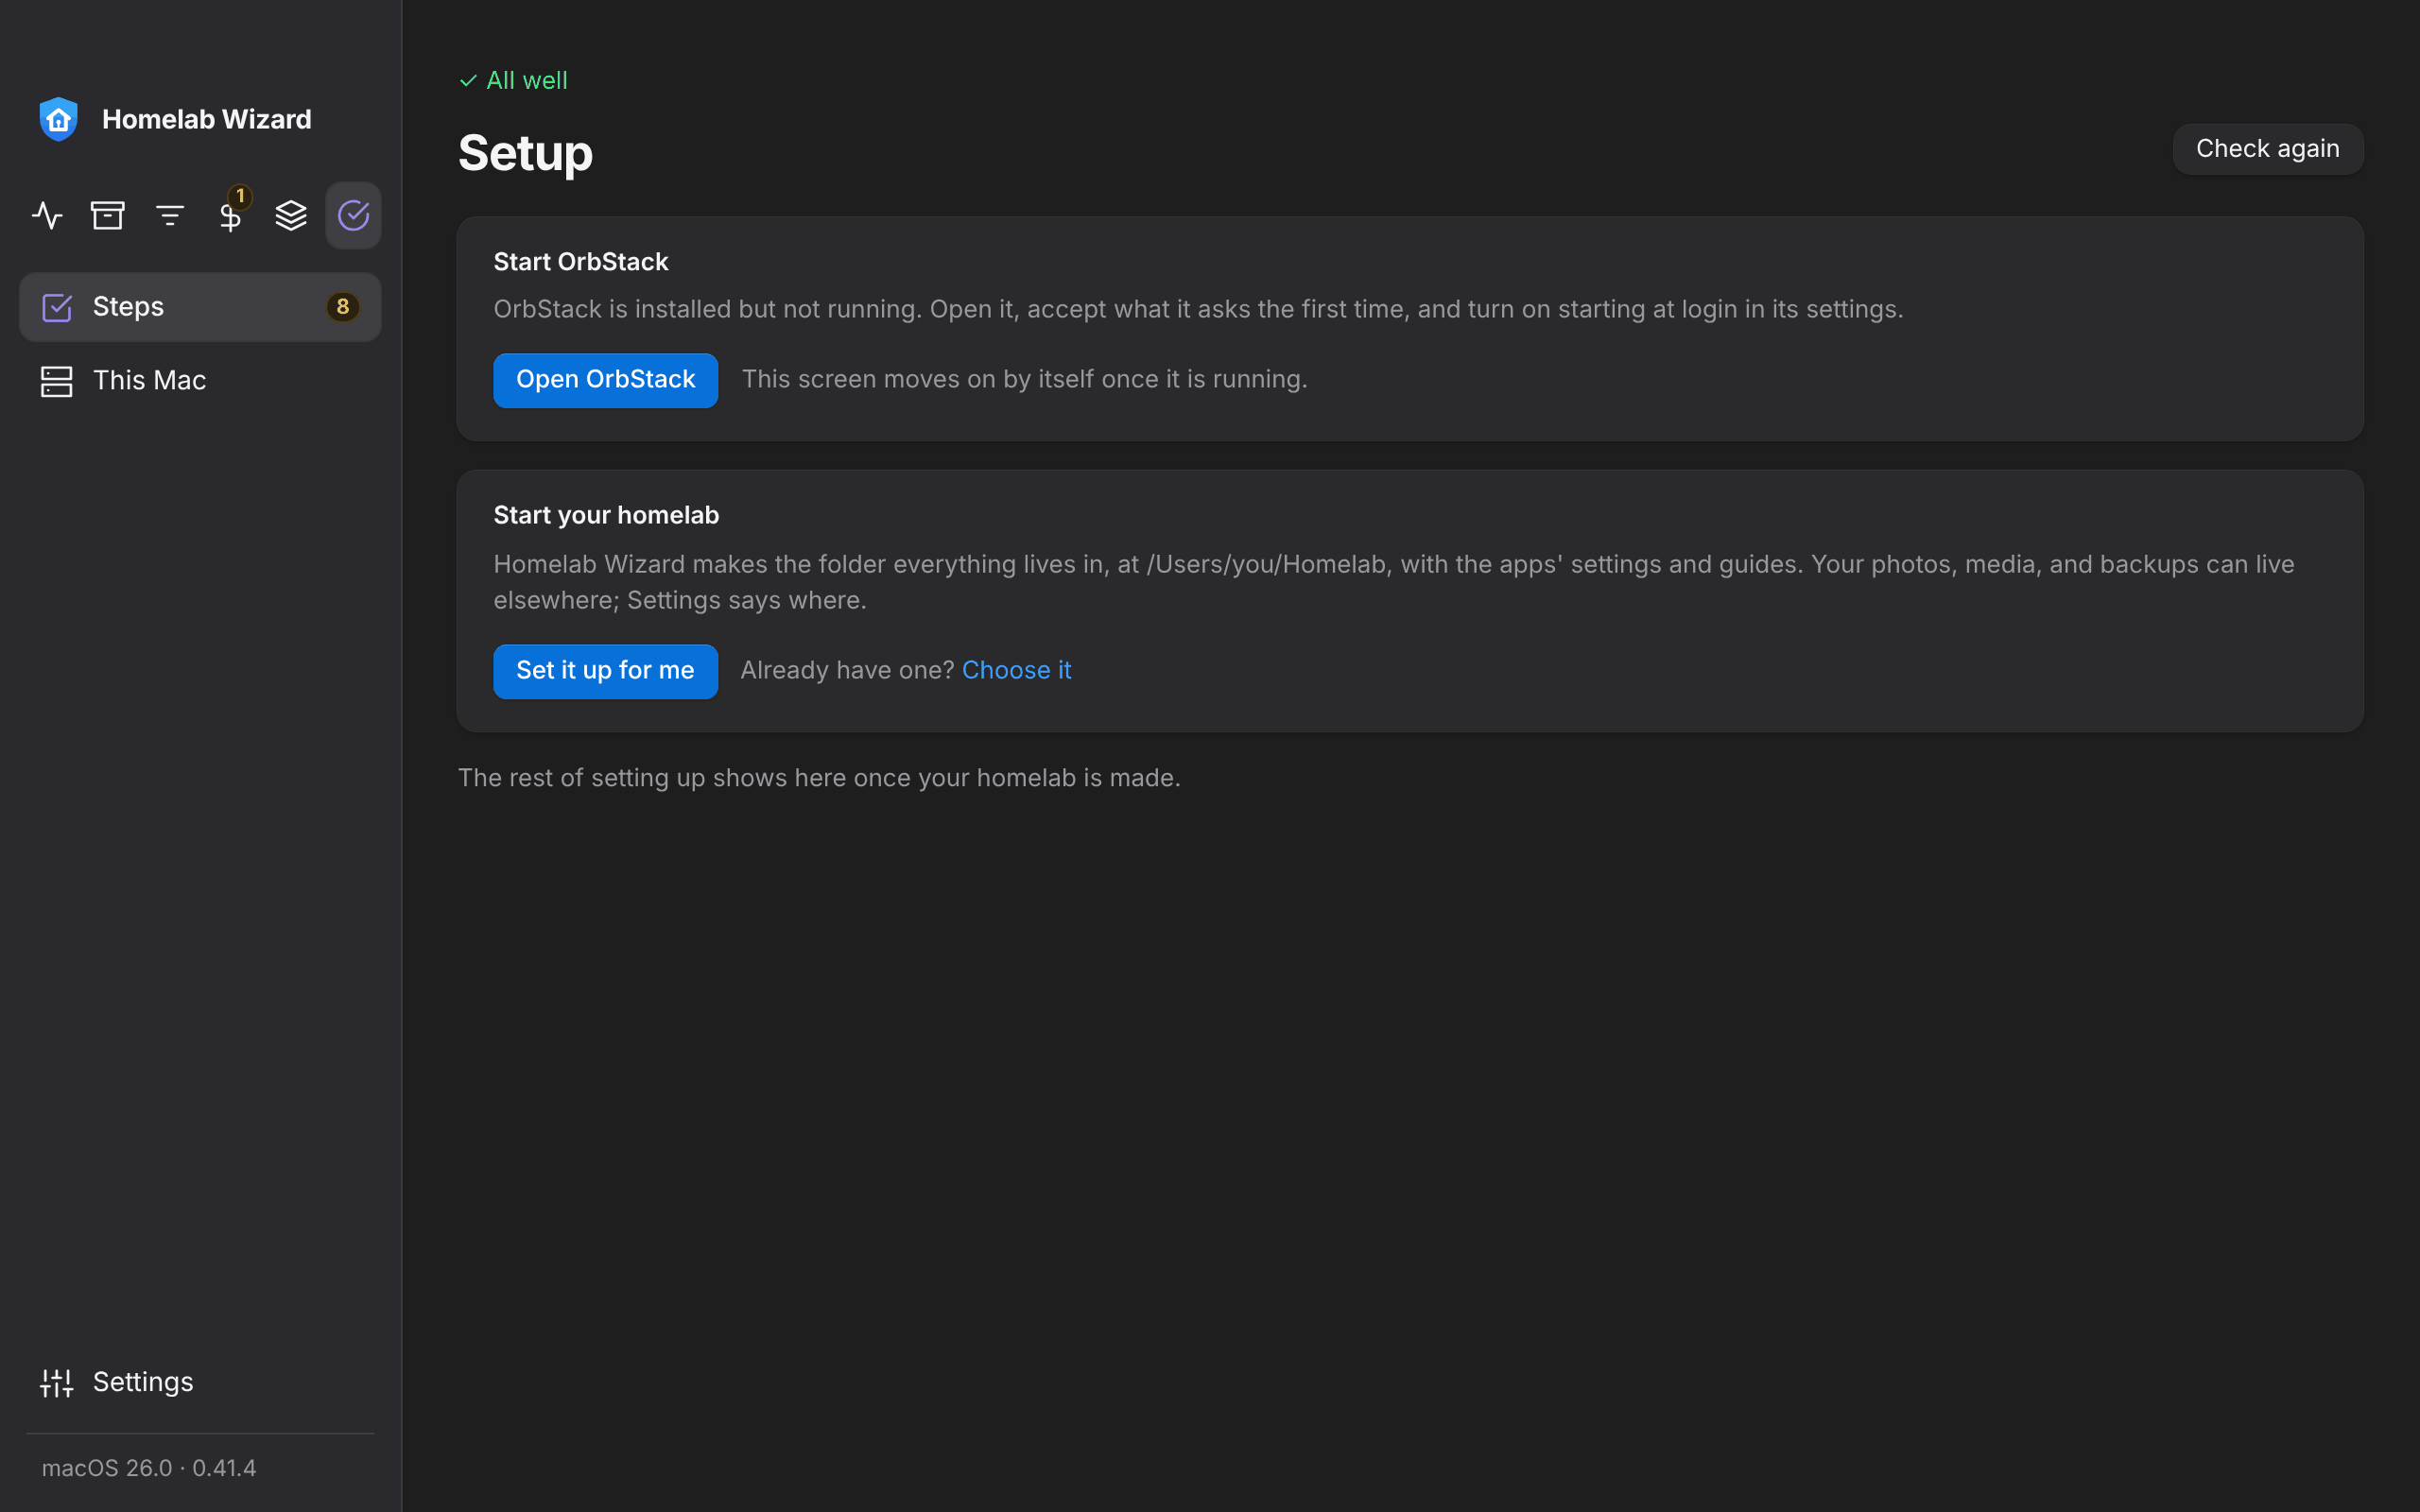 Homelab Wizard
1
Steps 8
This Mac
Settings
macOS 26.0 · 0.41.4
All well
Setup
Check again
Start OrbStack
OrbStack is installed but not running. Open it, accept what it asks the first time, and turn on starting at login in its settings.
Open OrbStack This screen moves on by itself once it is running.
Start your homelab
Homelab Wizard makes the folder everything lives in, at /Users/you/Homelab, with the apps' settings and guides. Your photos, media, and backups can live
elsewhere; Settings says where.
Set it up for me Already have one? Choose it
The rest of setting up shows here once your homelab is made.